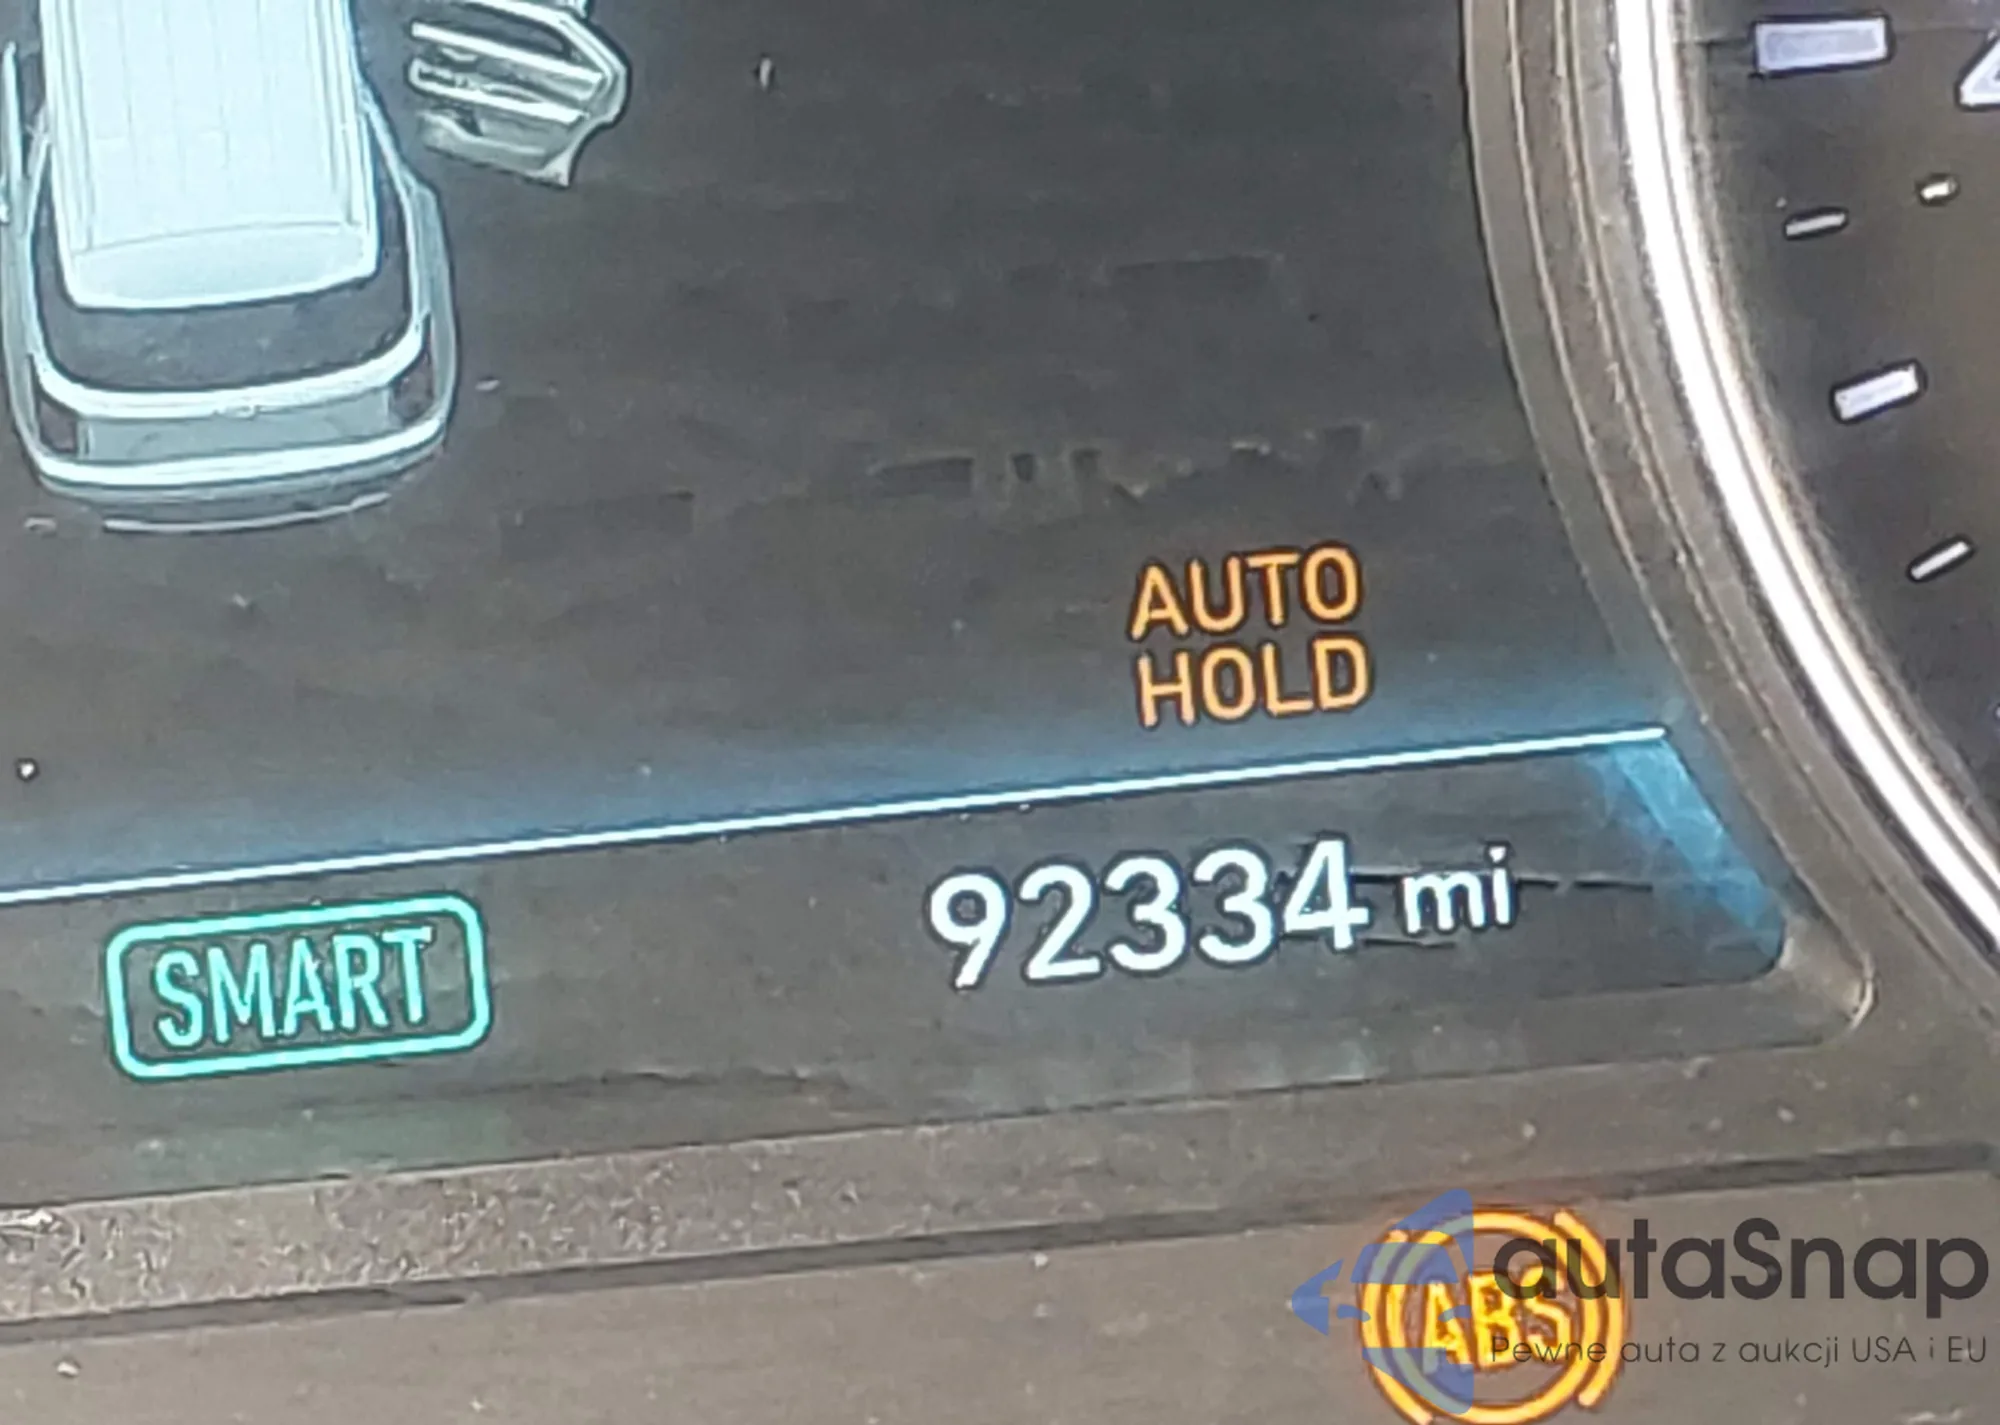 AUTO
HOLD
92334 mi
SMART
ABS
autaSnap
Pewne auta z aukcji USA i EU